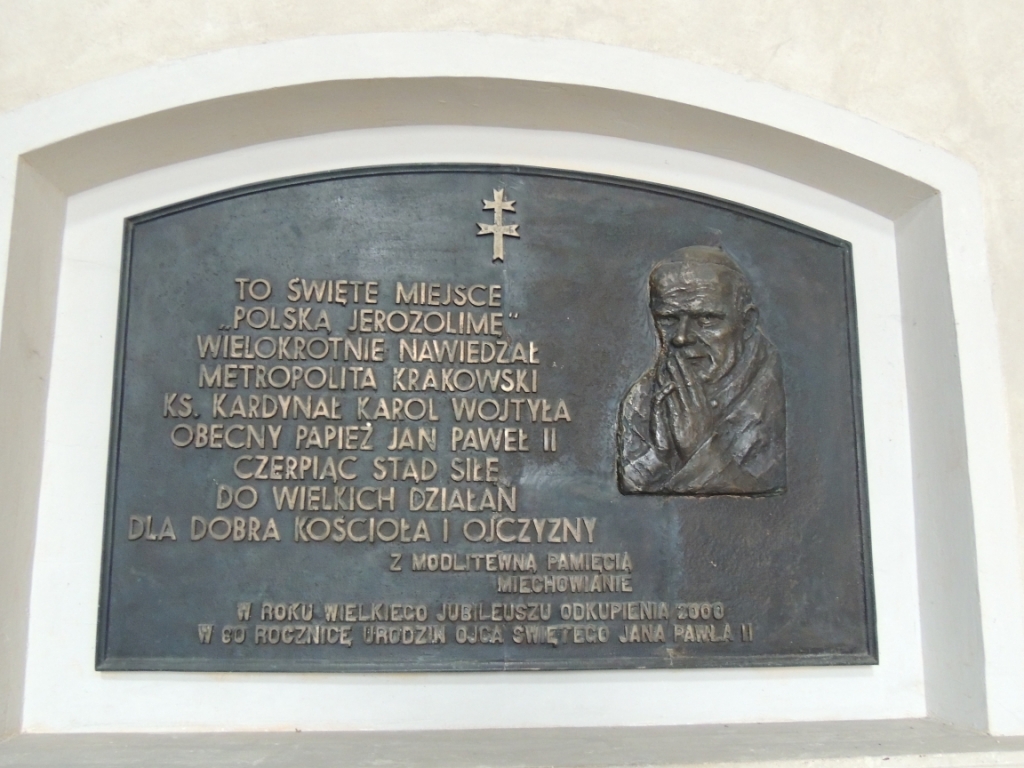 TO ŚWIĘTE MIEJSCE
„POLSKĄ JEROZOLIMĘ“
WIELOKROTNIE NAWIEDZAŁ
METROPOLITA KRAKOWSKI
KS. KARDYNAŁ KAROL WOJTYŁA
OBECNY PAPIEŻ JAN PAWEŁ II
CZERPIĄC STĄD SIŁĘ
DO WIELKICH DZIAŁAŃ
DLA DOBRA KOŚCIOŁA I OJCZYZNY
Z MODLITEWNĄ PAMIĘCIĄ
MIECHOWIANIE
W ROKU WIELKIEGO JUBILEUSZU ODKUPIENIA 2000
W 80 ROCZNICĘ URODZIN OJCA ŚWIĘTEGO JANA PAWŁA II